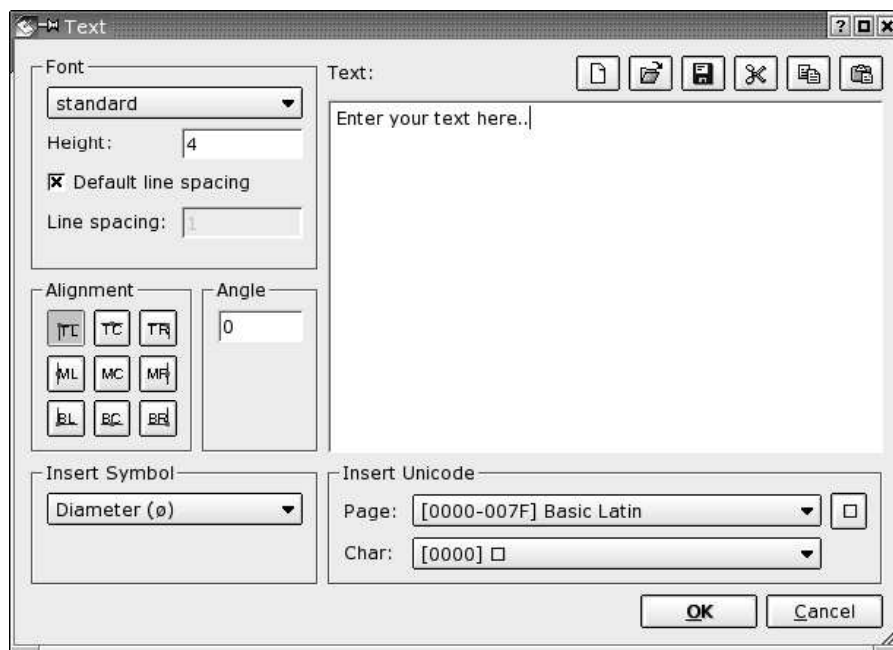 Text
Font
standard
Height: 4
Default line spacing
Line spacing: 1
Text:
Enter your text here..
Alignment
TL TC TR
ML MC MR
BL BC BR
Angle
0
Insert Symbol
Diameter (ø)
Insert Unicode
Page: [0000-007F] Basic Latin
Char: [0000] □
OK Cancel